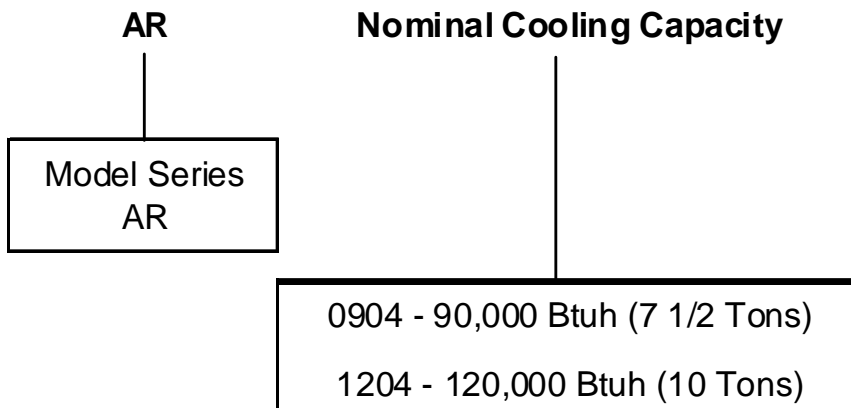 AR Nominal Cooling Capacity
Model Series
AR
0904 - 90,000 Btuh (7 1/2 Tons)
1204 - 120,000 Btuh (10 Tons)